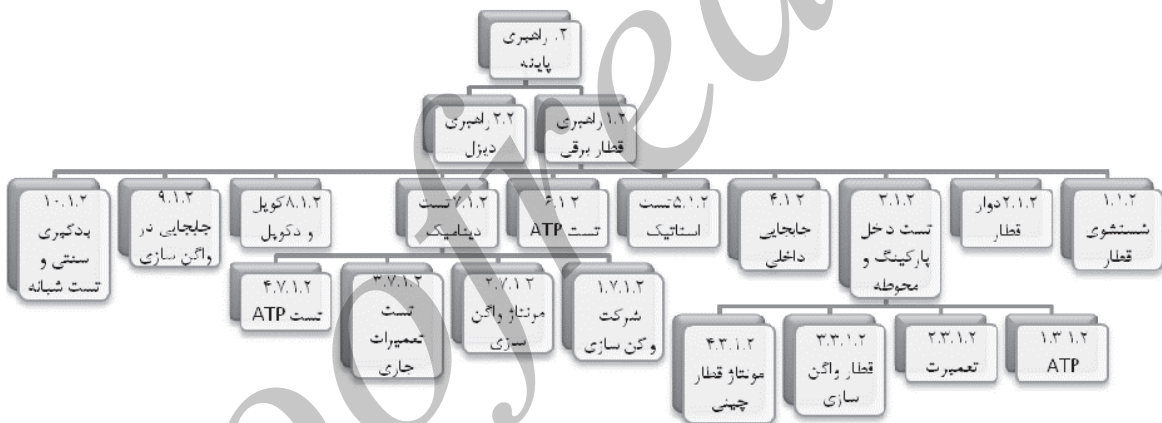 ۲. راهبری
پایانه
۱.۲ راهبری
قطار برقی
۲.۲ راهبری
دیزل
۱.۱.۲
شستشوی
قطار
۲.۱.۲ دوار
قطار
۳.۱.۲
تست داخل
پارکینگ و
محوطه
۴.۱.۲
جابجایی
داخلی
۵.۱.۲ تست
استاتیک
۶.۱.۲
تست ATP
۷.۱.۲ تست
دینامیک
۸.۱.۲ کوپل
و دکوپل
۹.۱.۲
جابجایی در
واگن سازی
۱۰.۱.۲
یدکگیری
سنتی و
تست شبانه
۱.۷.۱.۲
شرکت
واگن سازی
۲.۷.۱.۲
مونتاژ واگن
سازی
۳.۷.۱.۲
تست
تعمیرات
جاری
۴.۷.۱.۲
تست ATP
۱.۳.۱.۲
ATP
۲.۳.۱.۲
تعمیرت
۳.۳.۱.۲
قطار واگن
سازی
۴.۳.۱.۲
مونتاژ قطار
چینی